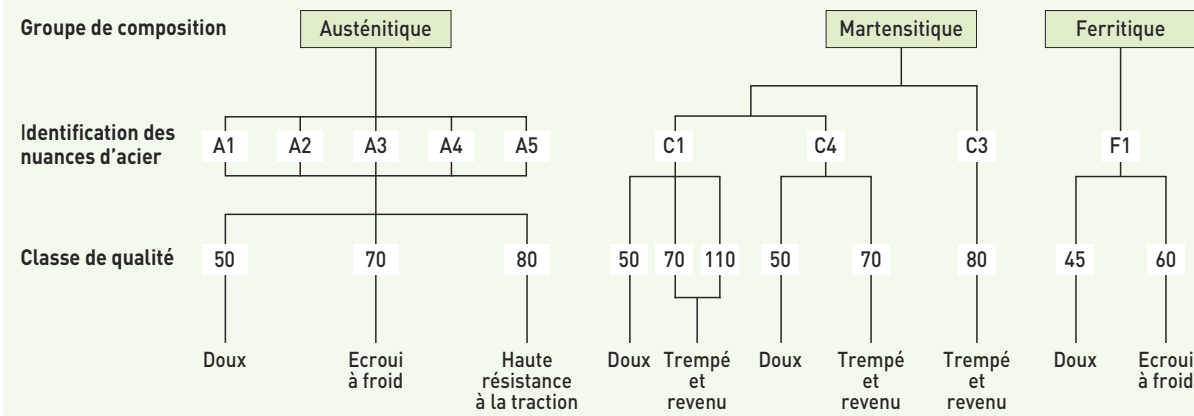 Groupe de composition Austénitique Martensitique Ferritique
Identification des
nuances d'acier
A1 A2 A3 A4 A5 C1 C4 C3 F1
Classe de qualité 50 70 80 50 70 110 50 70 80 45 60
Doux
Ecroui
à froid
Haute
résistance
à la traction
Doux
Trempé
et
revenu
Doux
Trempé
et
revenu
Trempé
et
revenu
Doux
Ecroui
à froid